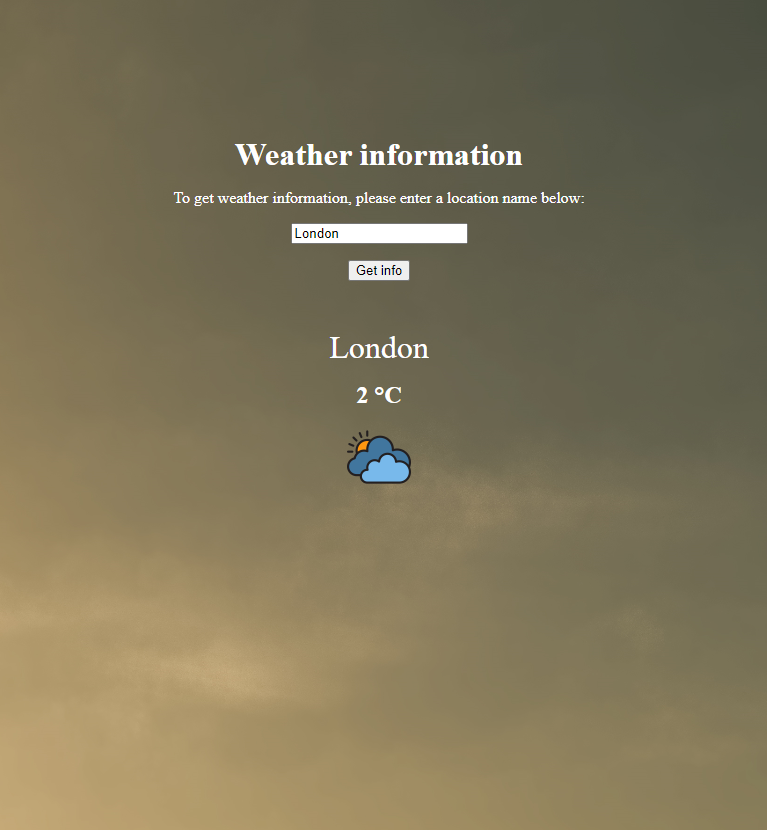 Weather information
To get weather information, please enter a location name below:
London
Get info
London
2 °C